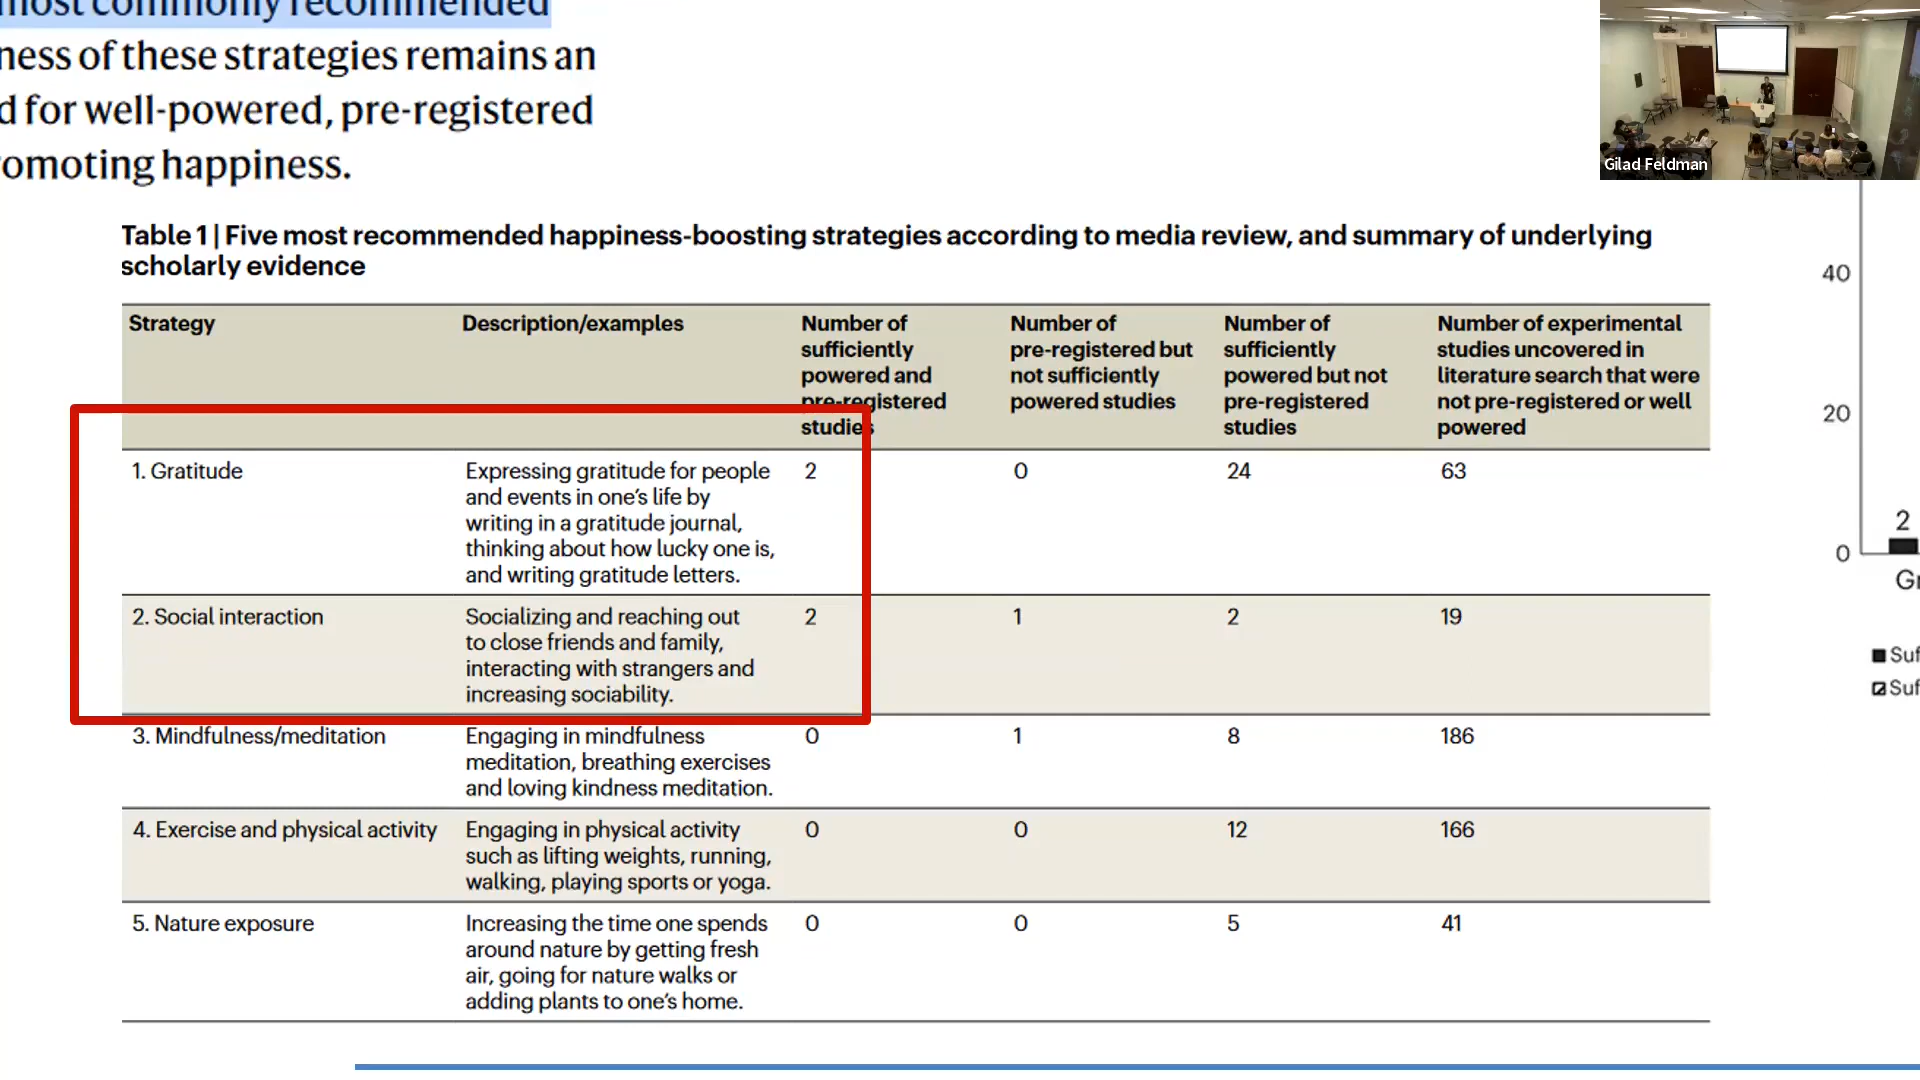 most commonly recommended
ness of these strategies remains an
d for well-powered, pre-registered
romoting happiness.
Gilad Feldman
Table 1 | Five most recommended happiness-boosting strategies according to media review, and summary of underlying
scholarly evidence
Strategy
Description/examples
Number of
sufficiently
powered and
pre-registered
studies
Number of
pre-registered but
not sufficiently
powered studies
Number of
sufficiently
powered but not
pre-registered
studies
Number of experimental
studies uncovered in
literature search that were
not pre-registered or well
powered
1. Gratitude
Expressing gratitude for people
and events in one's life by
writing in a gratitude journal,
thinking about how lucky one is,
and writing gratitude letters.
2
0
24
63
2. Social interaction
Socializing and reaching out
to close friends and family,
interacting with strangers and
increasing sociability.
2
1
2
19
3. Mindfulness/meditation
Engaging in mindfulness
meditation, breathing exercises
and loving kindness meditation.
0
1
8
186
4. Exercise and physical activity
Engaging in physical activity
such as lifting weights, running,
walking, playing sports or yoga.
0
0
12
166
5. Nature exposure
Increasing the time one spends
around nature by getting fresh
air, going for nature walks or
adding plants to one's home.
0
0
5
41
40
20
0
2
Gr
Suf
Suf